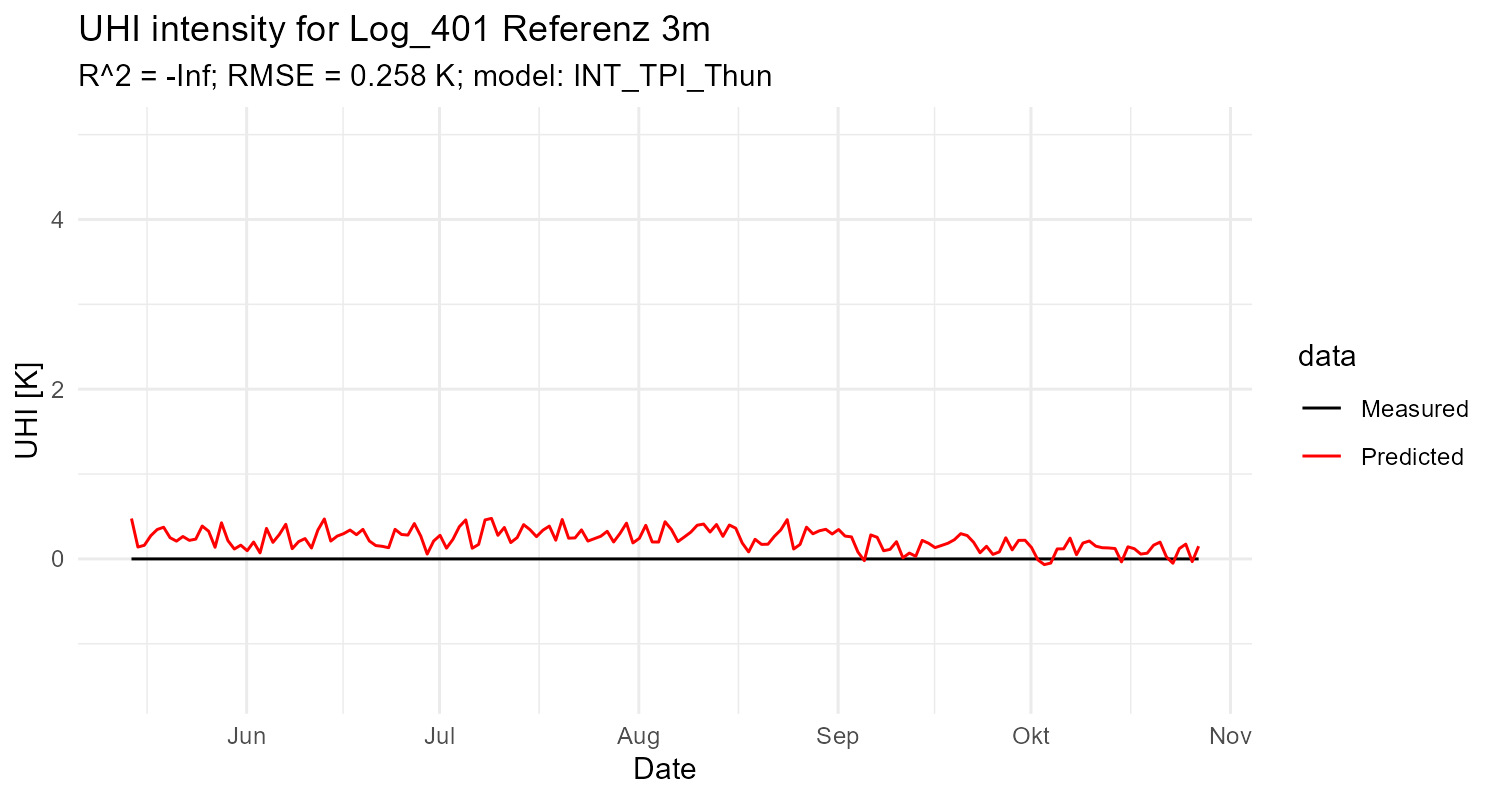 UHI intensity for Log_401 Referenz 3m
R^2 = -Inf; RMSE = 0.258 K; model: INT_TPI_Thun
UHI [K]
4
2
0
Jun Jul Aug Sep Okt Nov
Date
data
Measured
Predicted